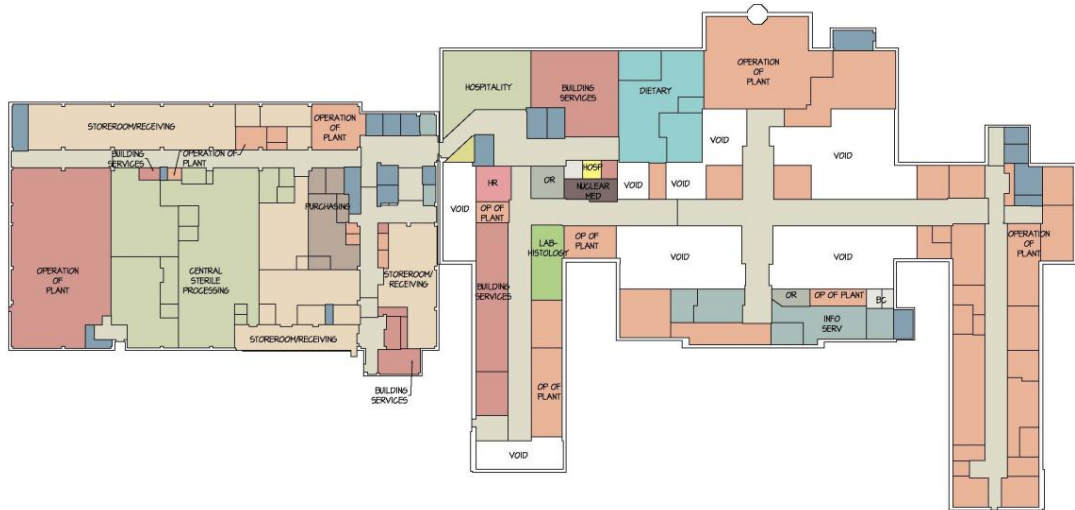 HOSPITALITY
BUILDING
SERVICES
DIETARY
OPERATION
OF
PLANT
STOREROOM/RECEIVING
OPERATION
OF
PLANT
BUILDING
SERVICES
OPERATION OF
PLANT
VOID
VOID
HOSP
HR
OR
NUCLEAR
MED
VOID
VOID
VOID
PURCHASING
OP OF
PLANT
OPERATION
OF
PLANT
CENTRAL
STERILE
PROCESSING
STOREROOM/
RECEIVING
BUILDING SERVICES
LAB-
HISTOLOGY
OP OF
PLANT
VOID
VOID
OPERATION
OF
PLANT
OR
OP OF PLANT
BC
INFO
SERV
STOREROOM/RECEIVING
BUILDING
SERVICES
OP OF
PLANT
VOID